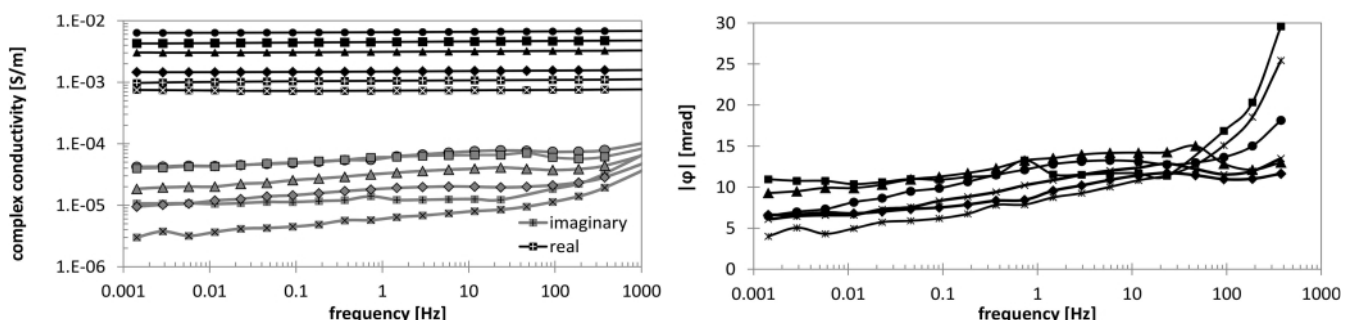 complex conductivity [S/m]
1.E-02
1.E-03
1.E-04
1.E-05
1.E-06
imaginary
real
0.001 0.01 0.1 1 10 100 1000
frequency [Hz]
|φ| [mrad]
30
25
20
15
10
5
0
0.001 0.01 0.1 1 10 100 1000
frequency [Hz]